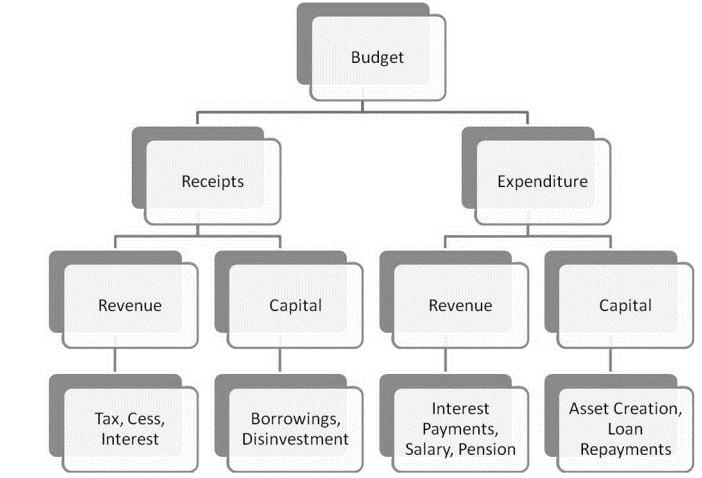 Budget
Receipts
Expenditure
Revenue
Capital
Revenue
Capital
Tax, Cess,
Interest
Borrowings,
Disinvestment
Interest
Payments,
Salary, Pension
Asset Creation,
Loan
Repayments